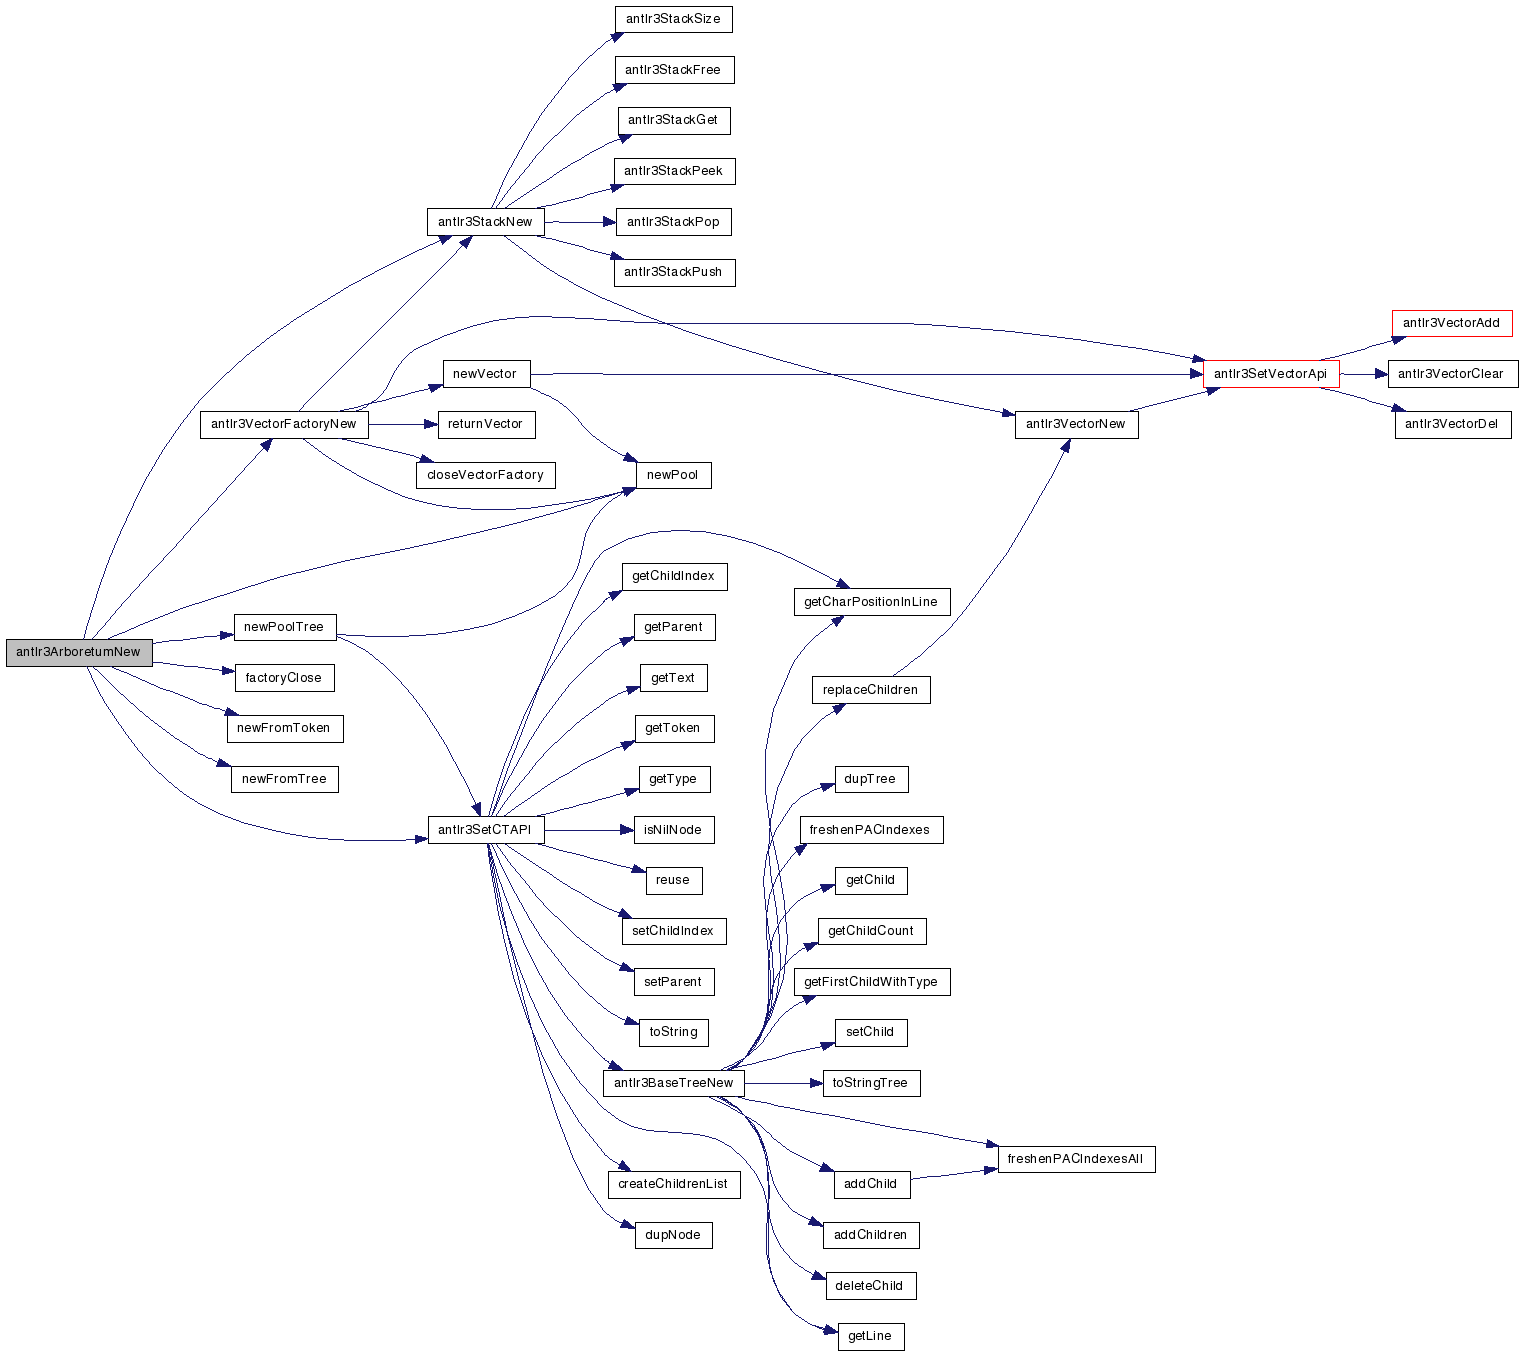 antlr3StackSize
antlr3StackFree
antlr3StackGet
antlr3StackPeek
antlr3StackNew
antlr3StackPop
antlr3StackPush
antlr3VectorAdd
newVector
antlr3SetVectorApi
antlr3VectorClear
antlr3VectorFactoryNew
returnVector
antlr3VectorNew
antlr3VectorDel
closeVectorFactory
newPool
getChildIndex
getCharPositionInLine
newPoolTree
getParent
antlr3ArboretumNew
factoryClose
getText
replaceChildren
newFromToken
getToken
newFromTree
getType
dupTree
antlr3SetCTAPI
isNilNode
freshenPACIndexes
reuse
getChild
setChildIndex
getChildCount
setParent
getFirstChildWithType
toString
setChild
antlr3BaseTreeNew
toStringTree
freshenPACIndexesAll
createChildrenList
addChild
dupNode
addChildren
deleteChild
getLine